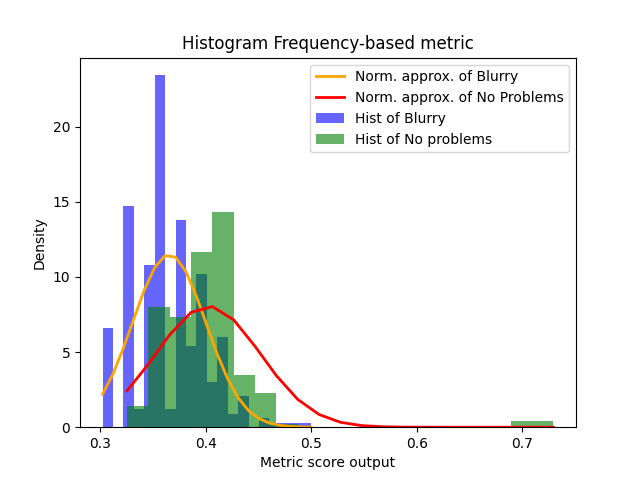 Histogram Frequency-based metric
Norm. approx. of Blurry
Norm. approx. of No Problems
Hist of Blurry
Hist of No problems
Density
20
15
10
5
0
0.3 0.4 0.5 0.6 0.7
Metric score output